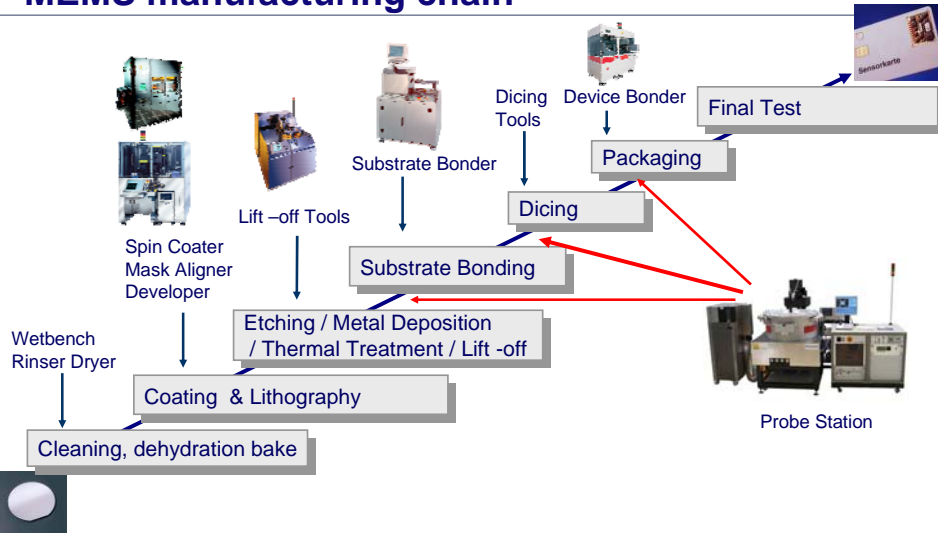 MEMS manufacturing chain
Sensorkarte
Dicing
Tools
Device Bonder
Final Test
Substrate Bonder
Packaging
Lift –off Tools
Dicing
Spin Coater
Mask Aligner
Developer
Substrate Bonding
Wetbench
Rinser Dryer
Etching / Metal Deposition
/ Thermal Treatment / Lift -off
Coating & Lithography
Probe Station
Cleaning, dehydration bake